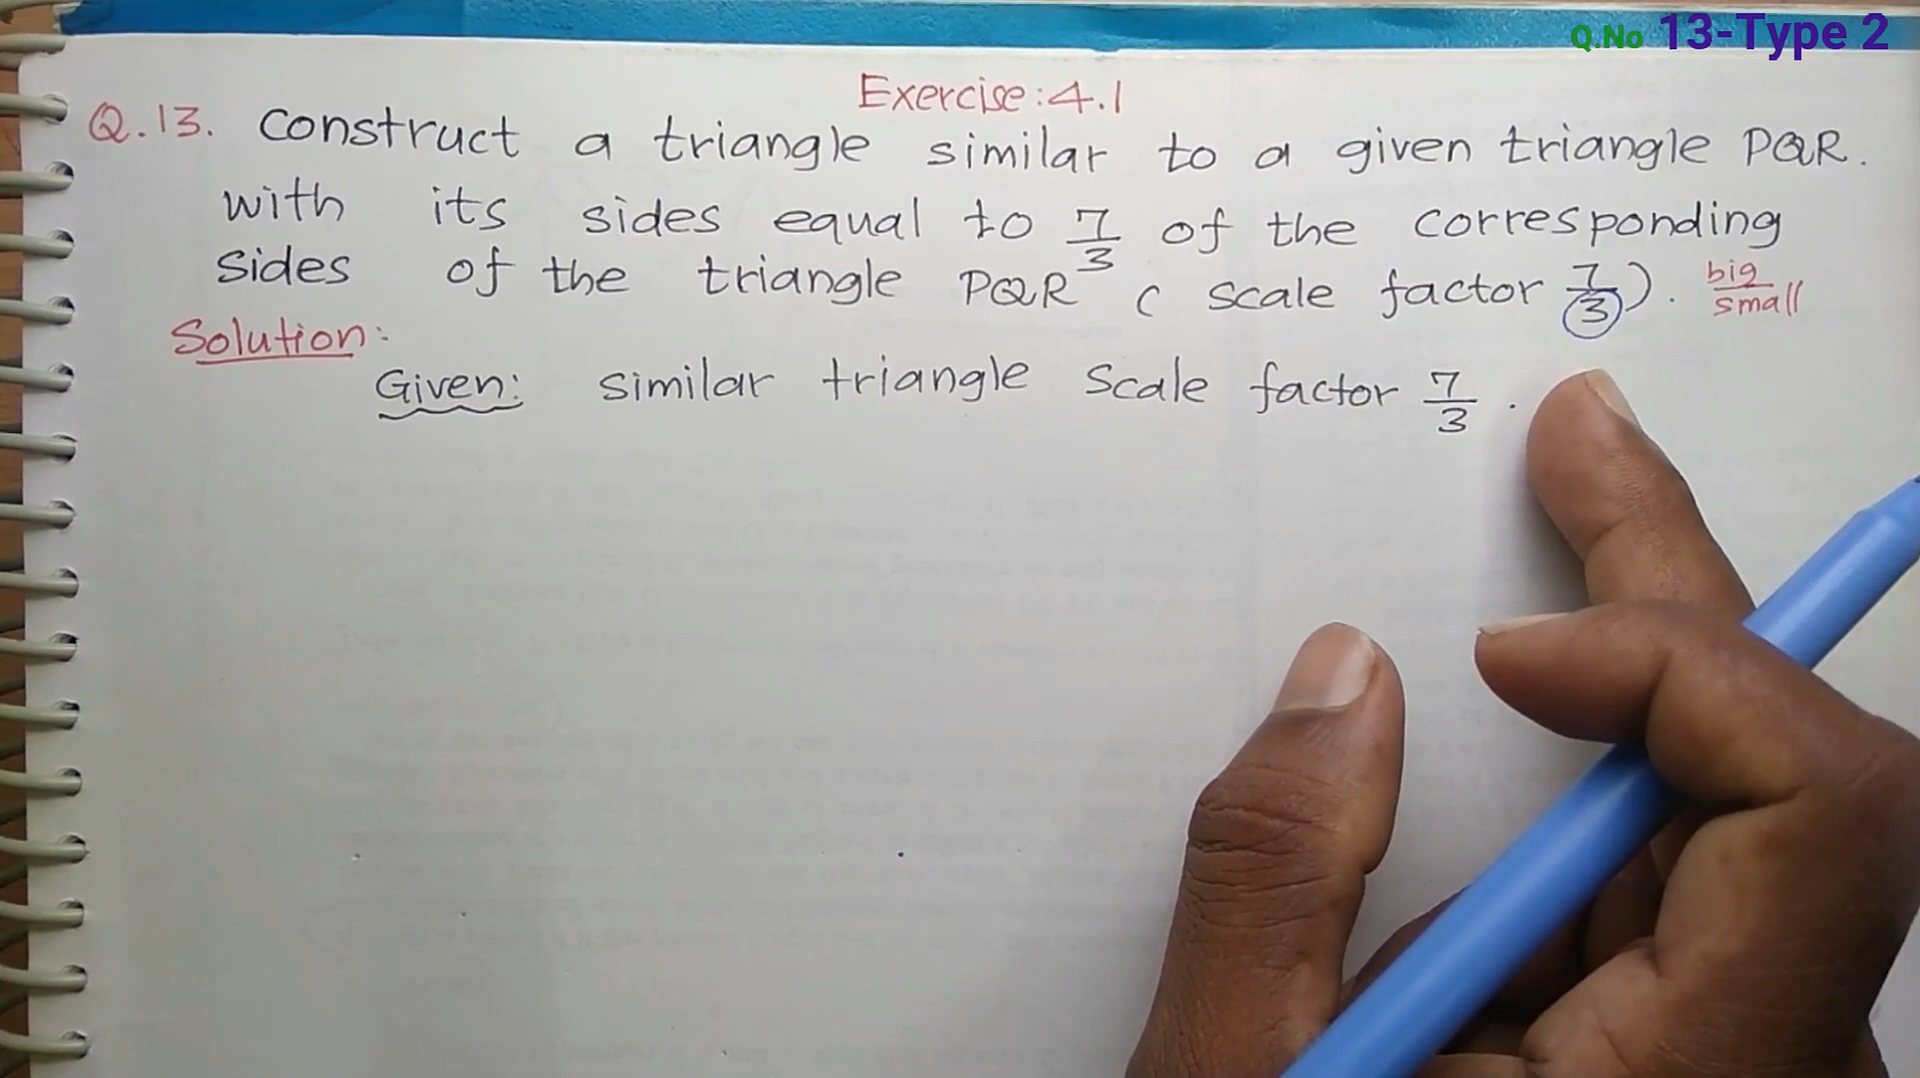 Q.No 13-Type 2
Exercise:4.1
Q.13. construct a triangle similar to a given triangle PQR.
with its sides equal to 7/3 of the corresponding
sides of the triangle PQR ( scale factor 7/3). big/small
Solution:
Given: similar triangle scale factor 7/3.